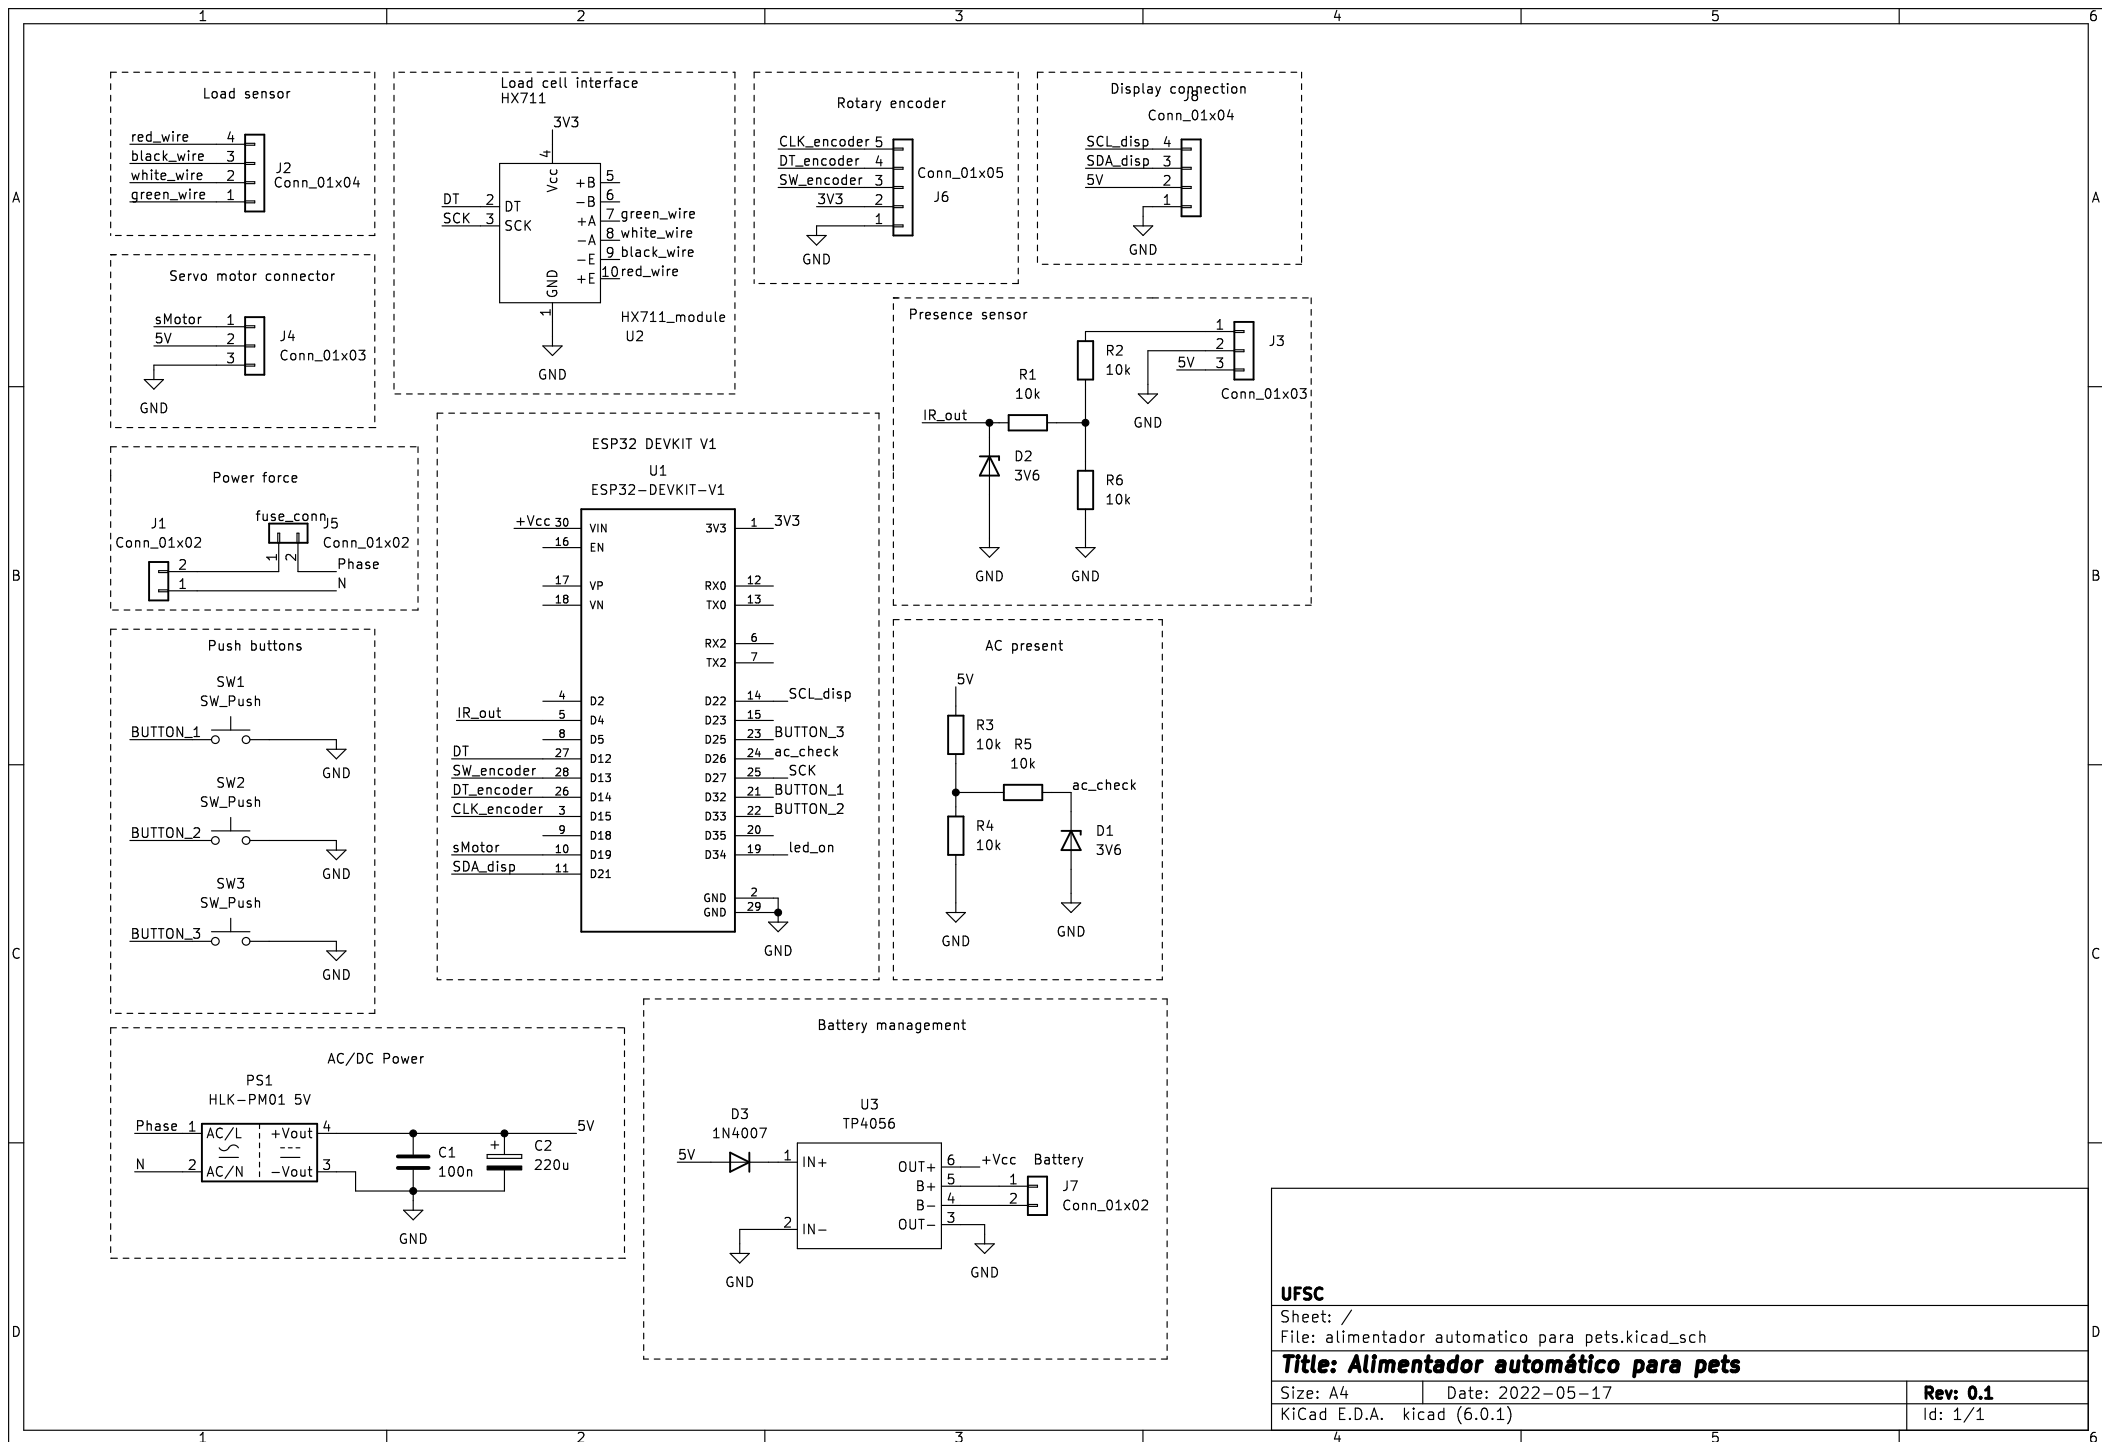 1 2 3 4 5 6
A A
B B
C C
D D
Load sensor
red_wire 4
black_wire 3
white_wire 2
green_wire 1
J2
Conn_01x04
Load cell interface
HX711
3V3
4
Vcc
DT 2 DT
SCK 3 SCK
+B 5
-B 6
+A 7 green_wire
-A 8 white_wire
-E 9 black_wire
+E 10 red_wire
GND
1
HX711_module
U2
GND
Rotary encoder
CLK_encoder 5
DT_encoder 4
SW_encoder 3
3V3 2
1
Conn_01x05
J6
GND
Display connection
J8
Conn_01x04
SCL_disp 4
SDA_disp 3
5V 2
1
GND
Servo motor connector
sMotor 1
5V 2
3
J4
Conn_01x03
GND
Presence sensor
1
2
5V 3
J3
Conn_01x03
R2
10k
R1
10k
GND
IR_out
D2
3V6
R6
10k
GND GND
Power force
fuse_conn
J1
Conn_01x02
J5
Conn_01x02
1 2
2 Phase
1 N
ESP32 DEVKIT V1
U1
ESP32-DEVKIT-V1
+Vcc 30 VIN
16 EN
17 VP
18 VN
4 D2
IR_out 5 D4
8 D5
DT 27 D12
SW_encoder 28 D13
DT_encoder 26 D14
CLK_encoder 3 D15
9 D18
sMotor 10 D19
SDA_disp 11 D21
3V3 1 3V3
RX0 12
TX0 13
RX2 6
TX2 7
D22 14 SCL_disp
D23 15
D25 23 BUTTON_3
D26 24 ac_check
D27 25 SCK
D32 21 BUTTON_1
D33 22 BUTTON_2
D35 20
D34 19 led_on
GND 2
GND 29
GND
Push buttons
SW1
SW_Push
BUTTON_1
GND
SW2
SW_Push
BUTTON_2
GND
SW3
SW_Push
BUTTON_3
GND
AC present
5V
R3
10k
R5
10k
ac_check
R4
10k
D1
3V6
GND
GND
AC/DC Power
PS1
HLK-PM01 5V
Phase 1 AC/L +Vout 4
N 2 AC/N -Vout 3
5V
C1
100n
+
C2
220u
GND
Battery management
D3
1N4007
U3
TP4056
5V 1 IN+
2 IN-
OUT+ 6 +Vcc
B+ 5
B- 4
OUT- 3
Battery
1
2
J7
Conn_01x02
GND
GND
UFSC
Sheet: /
File: alimentador automatico para pets.kicad_sch
Title: Alimentador automático para pets
Size: A4 Date: 2022-05-17 Rev: 0.1
KiCad E.D.A. kicad (6.0.1) Id: 1/1
1 2 3 4 5 6